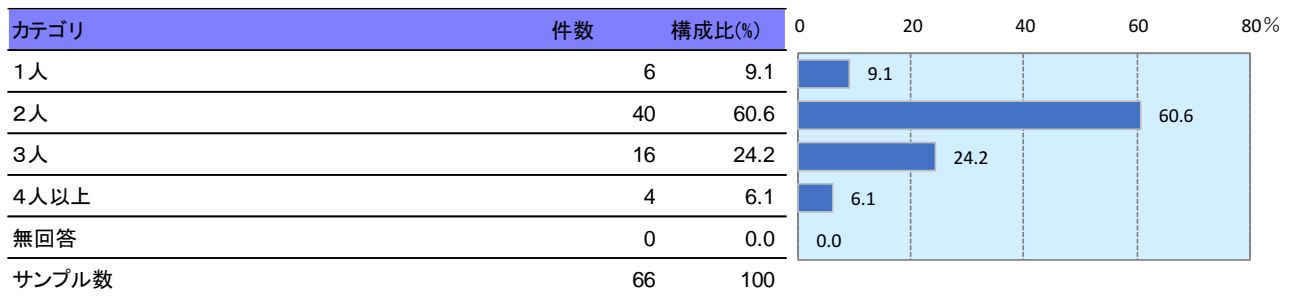 カテゴリ 件数 構成比(%) 0 20 40 60 80%
1人 6 9.1 9.1
2人 40 60.6 60.6
3人 16 24.2 24.2
4人以上 4 6.1 6.1
無回答 0 0.0 0.0
サンプル数 66 100